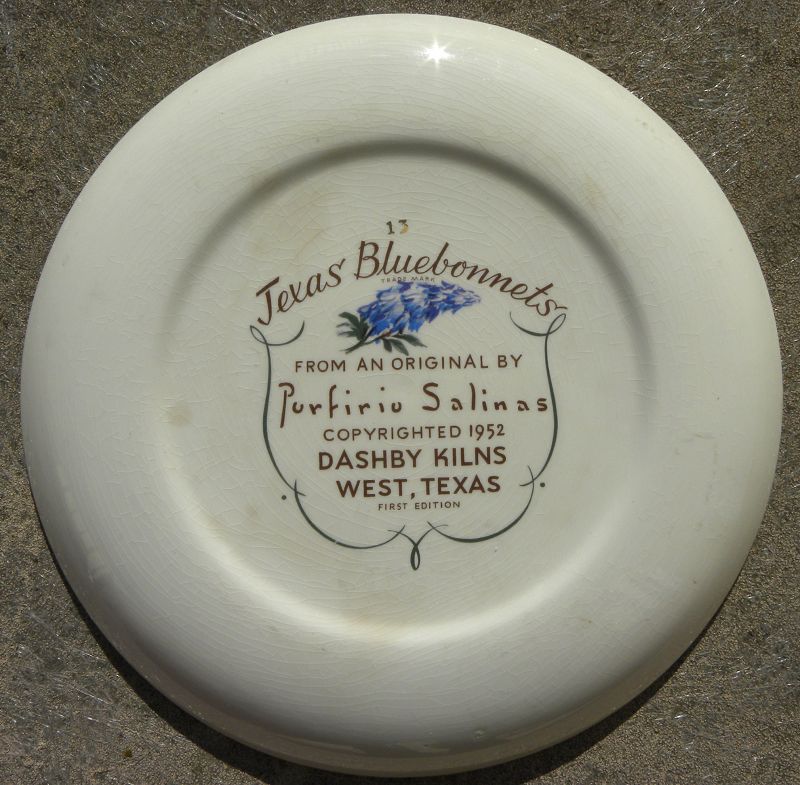 13
Texas Bluebonnets
TRADE MARK
FROM AN ORIGINAL BY
Porfirio Salinas
COPYRIGHTED 1952
DASHBY KILNS
WEST, TEXAS
FIRST EDITION